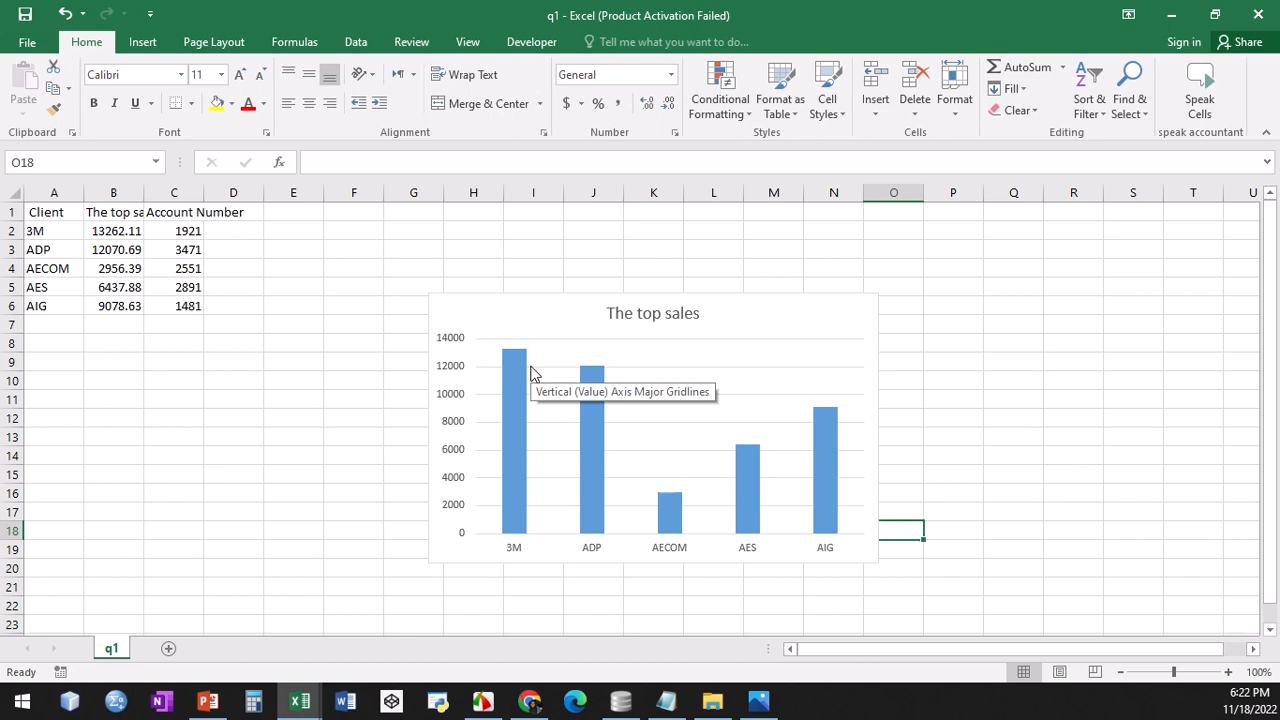 q1 - Excel (Product Activation Failed)
File Home Insert Page Layout Formulas Data Review View Developer Tell me what you want to do... Sign in Share
Paste
Clipboard
Calibri 11
B I U
Font
Wrap Text
Merge & Center
Alignment
General
$ % ,
Number
Conditional Formatting
Format as Table
Cell Styles
Styles
Insert
Delete
Format
Cells
AutoSum
Fill
Clear
Sort & Filter
Find & Select
Editing
Speak Cells
speak accountant
O18
fx
A B C D E F G H I J K L M N O P Q R S T U
1 Client The top sa Account Number
2 3M 13262.11 1921
3 ADP 12070.69 3471
4 AECOM 2956.39 2551
5 AES 6437.88 2891
6 AIG 9078.63 1481
7
8
9
10
11
12
13
14
15
16
17
18
19
20
21
22
23
The top sales
14000
12000
10000
8000
6000
4000
2000
0
3M ADP AECOM AES AIG
Vertical (Value) Axis Major Gridlines
q1
Ready
100%
6:22 PM
11/18/2022